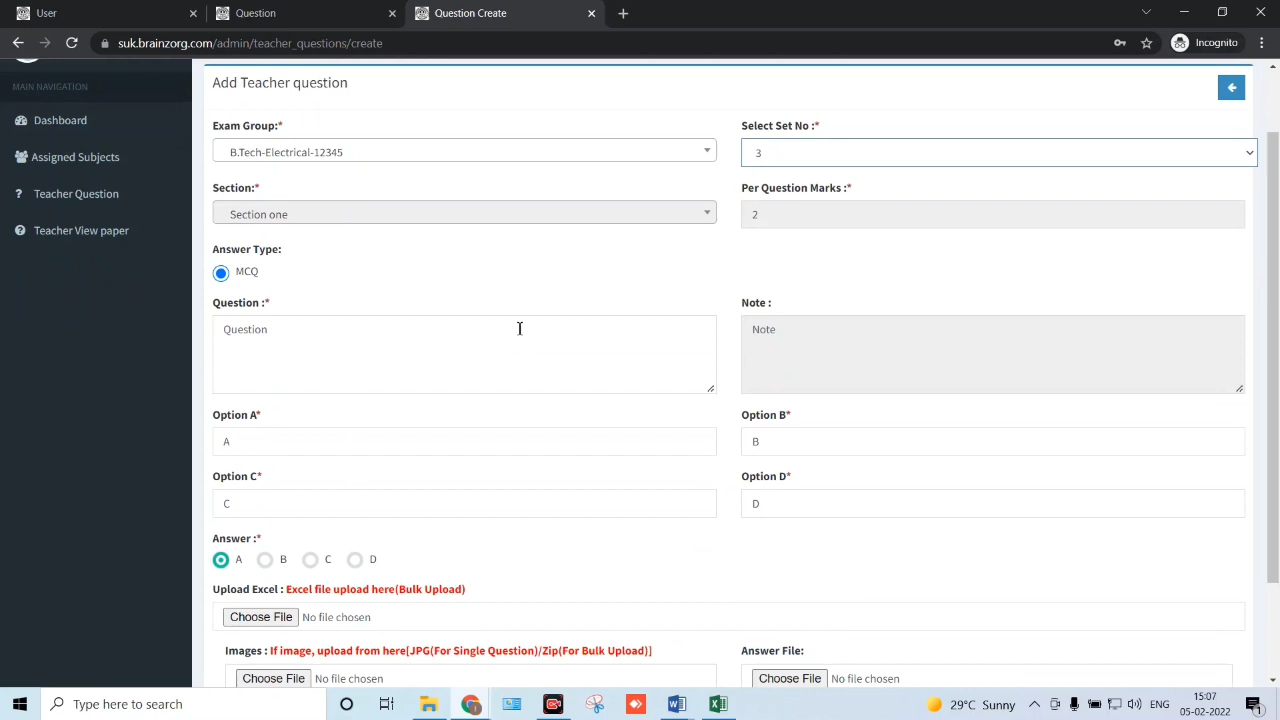 User
Question
Question Create
suk.brainzorg.com/admin/teacher_questions/create
Incognito
MAIN NAVIGATION
Dashboard
Assigned Subjects
Teacher Question
Teacher View paper
Add Teacher question
Exam Group:*
Select Set No :*
B.Tech-Electrical-12345
3
Section:*
Per Question Marks :*
Section one
2
Answer Type:
MCQ
Question :*
Note :
Question
Note
Option A*
Option B*
A
B
Option C*
Option D*
C
D
Answer :*
A B C D
Upload Excel : Excel file upload here(Bulk Upload)
Choose File No file chosen
Images : If image, upload from here[JPG(For Single Question)/Zip(For Bulk Upload)]
Answer File:
Choose File No file chosen
Choose File No file chosen
Type here to search
29°C Sunny
ENG
15:07
05-02-2022
1